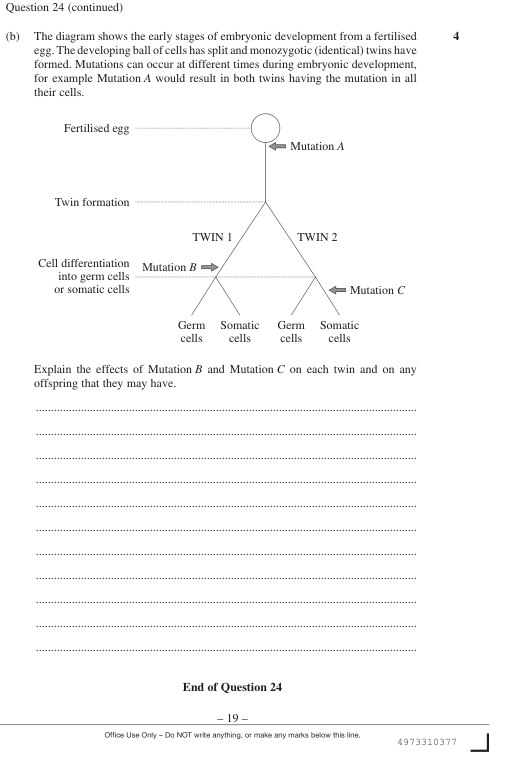 Question 24 (continued)
(b) The diagram shows the early stages of embryonic development from a fertilised 4
egg. The developing ball of cells has split and monozygotic (identical) twins have
formed. Mutations can occur at different times during embryonic development,
for example Mutation A would result in both twins having the mutation in all
their cells.
Fertilised egg
Mutation A
Twin formation
TWIN 1 TWIN 2
Cell differentiation
into germ cells
or somatic cells
Mutation B
Mutation C
Germ Somatic Germ Somatic
cells cells cells cells
Explain the effects of Mutation B and Mutation C on each twin and on any
offspring that they may have.
End of Question 24
– 19 –
Office Use Only – Do NOT write anything, or make any marks below this line.
4973310377